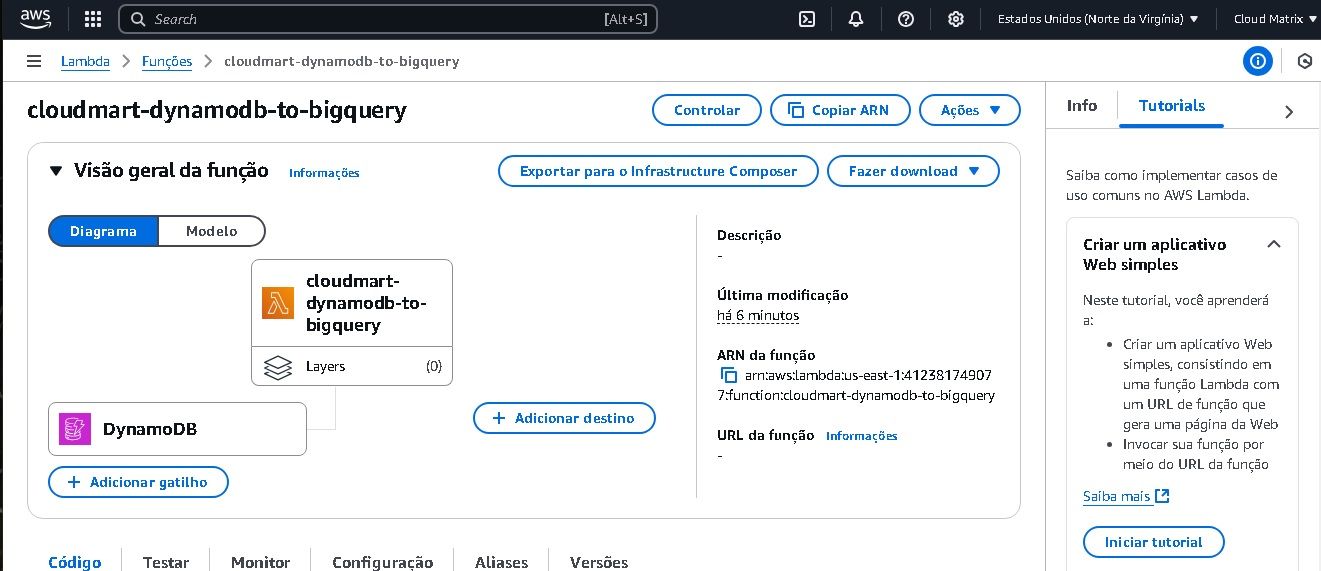 aws
Search
[Alt+S]
Estados Unidos (Norte da Virgínia) ▼
Cloud Matrix ▼
Lambda > Funções > cloudmart-dynamodb-to-bigquery
cloudmart-dynamodb-to-bigquery
Controlar
Copiar ARN
Ações ▼
▼ Visão geral da função
Informações
Exportar para o Infrastructure Composer
Fazer download ▼
Diagrama
Modelo
cloudmart-
dynamodb-to-
bigquery
Layers
(0)
DynamoDB
+ Adicionar gatilho
+ Adicionar destino
Descrição
-
Última modificação
há 6 minutos
ARN da função
arn:aws:lambda:us-east-1:41238174907
7:function:cloudmart-dynamodb-to-bigquery
URL da função
Informações
-
Código
Testar
Monitor
Configuração
Aliases
Versões
Info
Tutorials
Saiba como implementar casos de
uso comuns no AWS Lambda.
Criar um aplicativo
Web simples
Neste tutorial, você aprenderá
a:
• Criar um aplicativo Web
simples, consistindo em
uma função Lambda com
um URL de função que
gera uma página da Web
• Invocar sua função por
meio do URL da função
Saiba mais
Iniciar tutorial